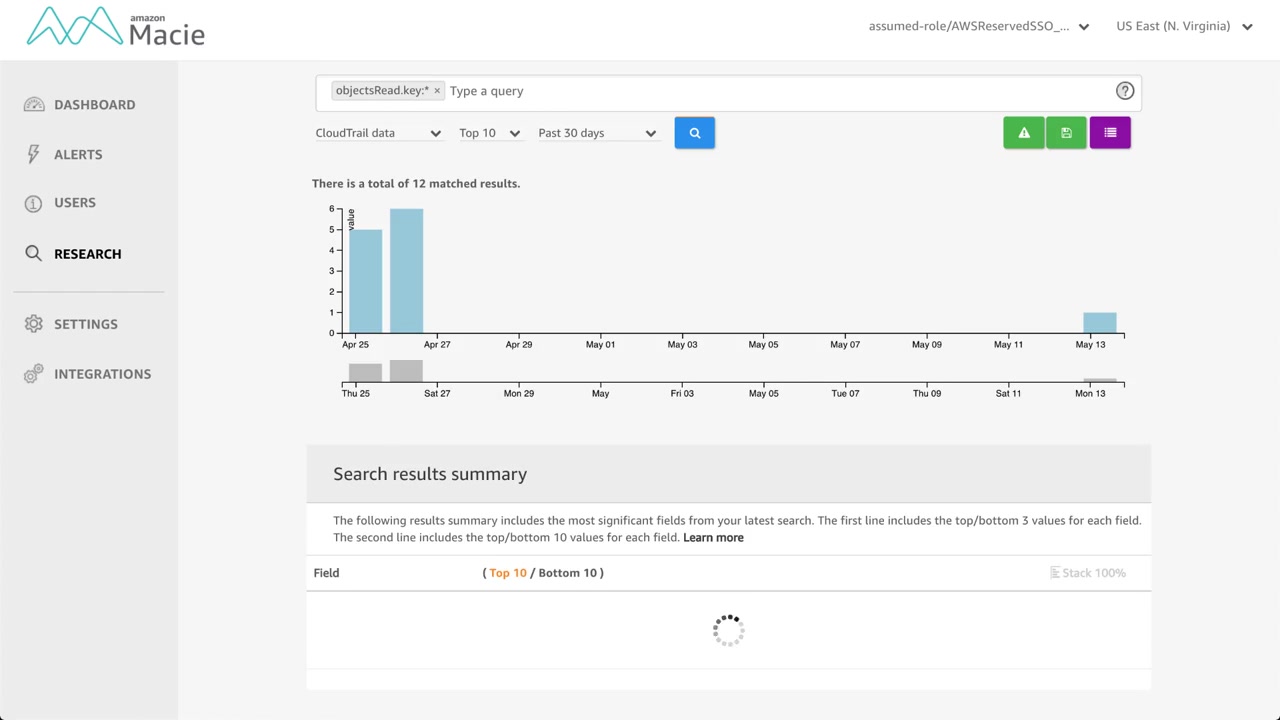 amazon
Macie
assumed-role/AWSReservedSSO_...
US East (N. Virginia)
DASHBOARD
ALERTS
USERS
RESEARCH
SETTINGS
INTEGRATIONS
objectsRead.key:* × Type a query ?
CloudTrail data Top 10 Past 30 days
There is a total of 12 matched results.
value
6
5
4
3
2
1
0
Apr 25 Apr 27 Apr 29 May 01 May 03 May 05 May 07 May 09 May 11 May 13
Thu 25 Sat 27 Mon 29 May Fri 03 May 05 Tue 07 Thu 09 Sat 11 Mon 13
Search results summary
The following results summary includes the most significant fields from your latest search. The first line includes the top/bottom 3 values for each field.
The second line includes the top/bottom 10 values for each field. Learn more
Field ( Top 10 / Bottom 10 ) Stack 100%